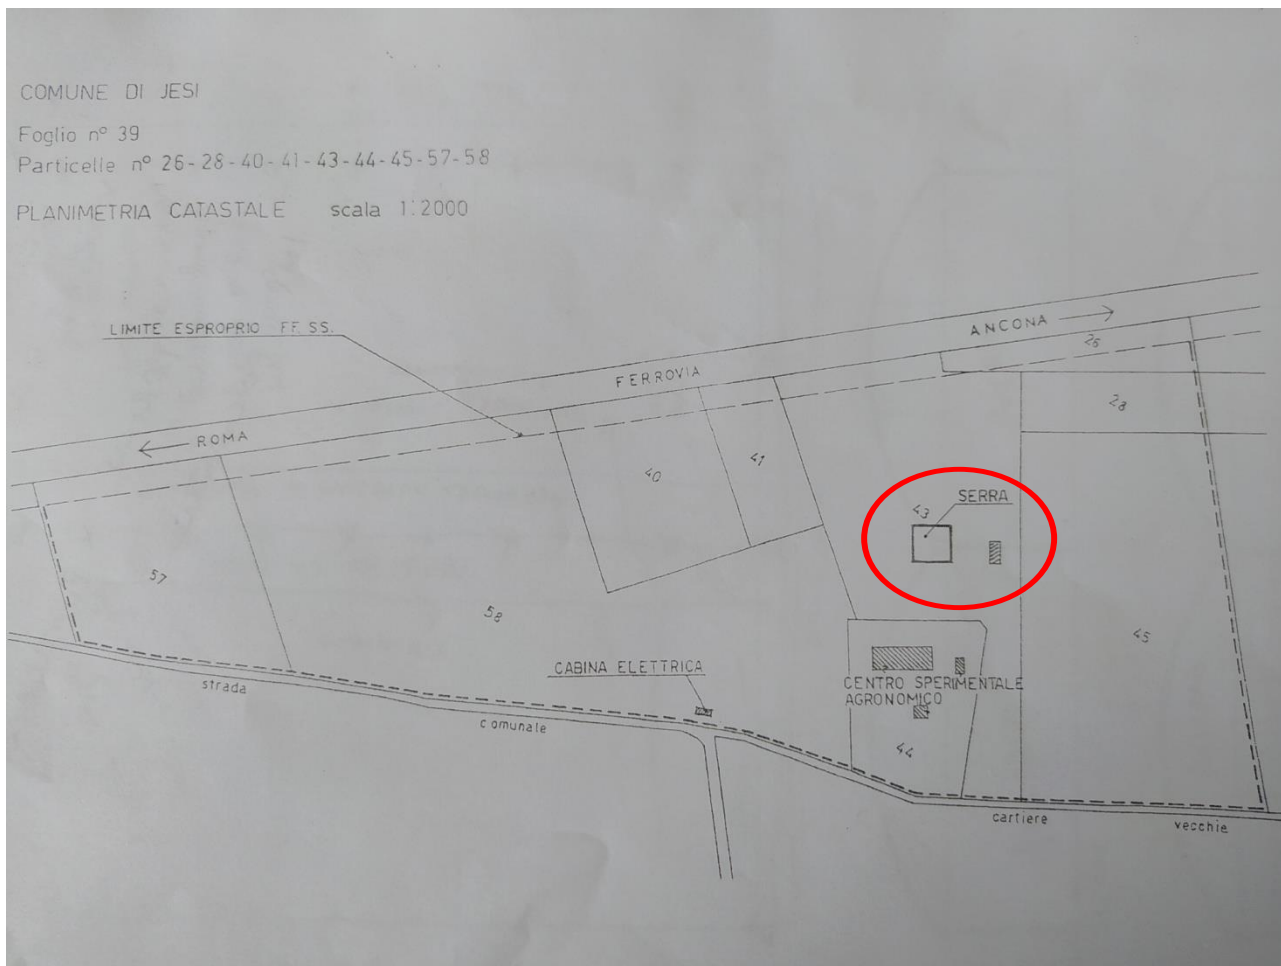 COMUNE DI JESI
Foglio n° 39
Particelle n° 26-28-40-41-43-44-45-57-58
PLANIMETRIA CATASTALE scala 1:2000
LIMITE ESPROPRIO FF.SS.
ANCONA
26
FERROVIA
28
ROMA
41
40
SERRA
43
57
58
45
CABINA ELETTRICA
strada
CENTRO SPERIMENTALE
AGRONOMICO
comunale
44
cartiere
vecchie